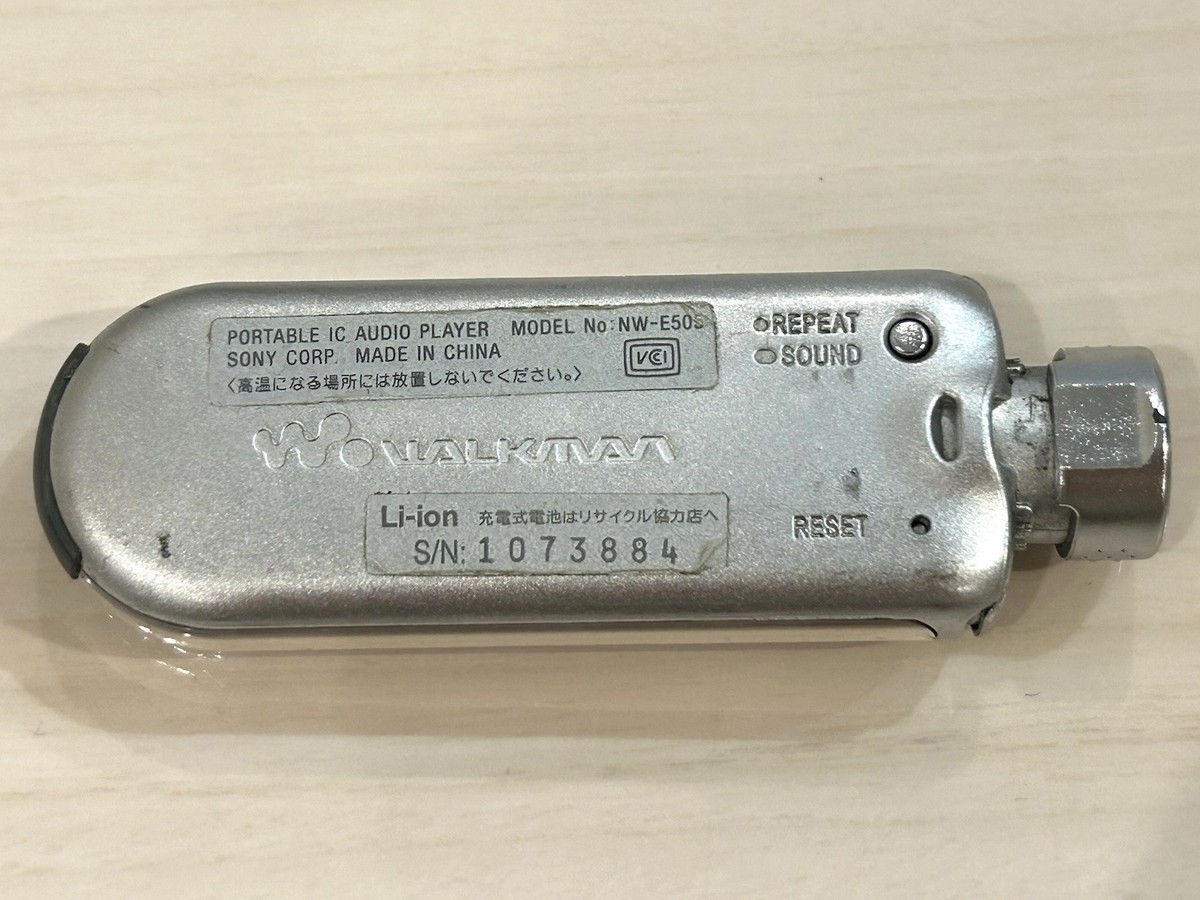 PORTABLE IC AUDIO PLAYER MODEL No:NW-E50
SONY CORP. MADE IN CHINA
〈高温になる場所には放置しないでください。〉
VCCI
WALKMAN
Li-ion 充電式電池はリサイクル協力店へ
S/N: 1073884
REPEAT
SOUND
RESET